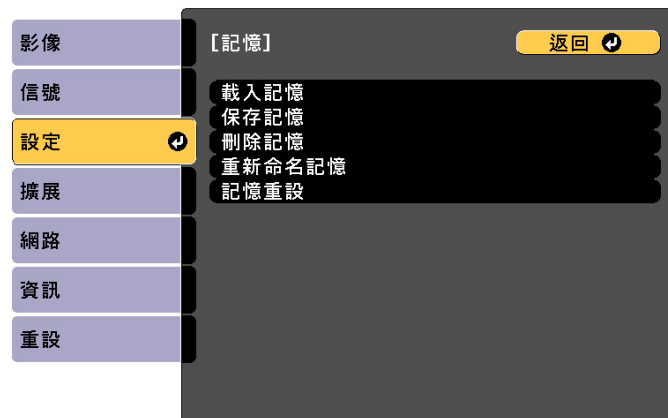 影像
信號
設定
擴展
網路
資訊
重設
[記憶]
返回
載入記憶
保存記憶
刪除記憶
重新命名記憶
記憶重設